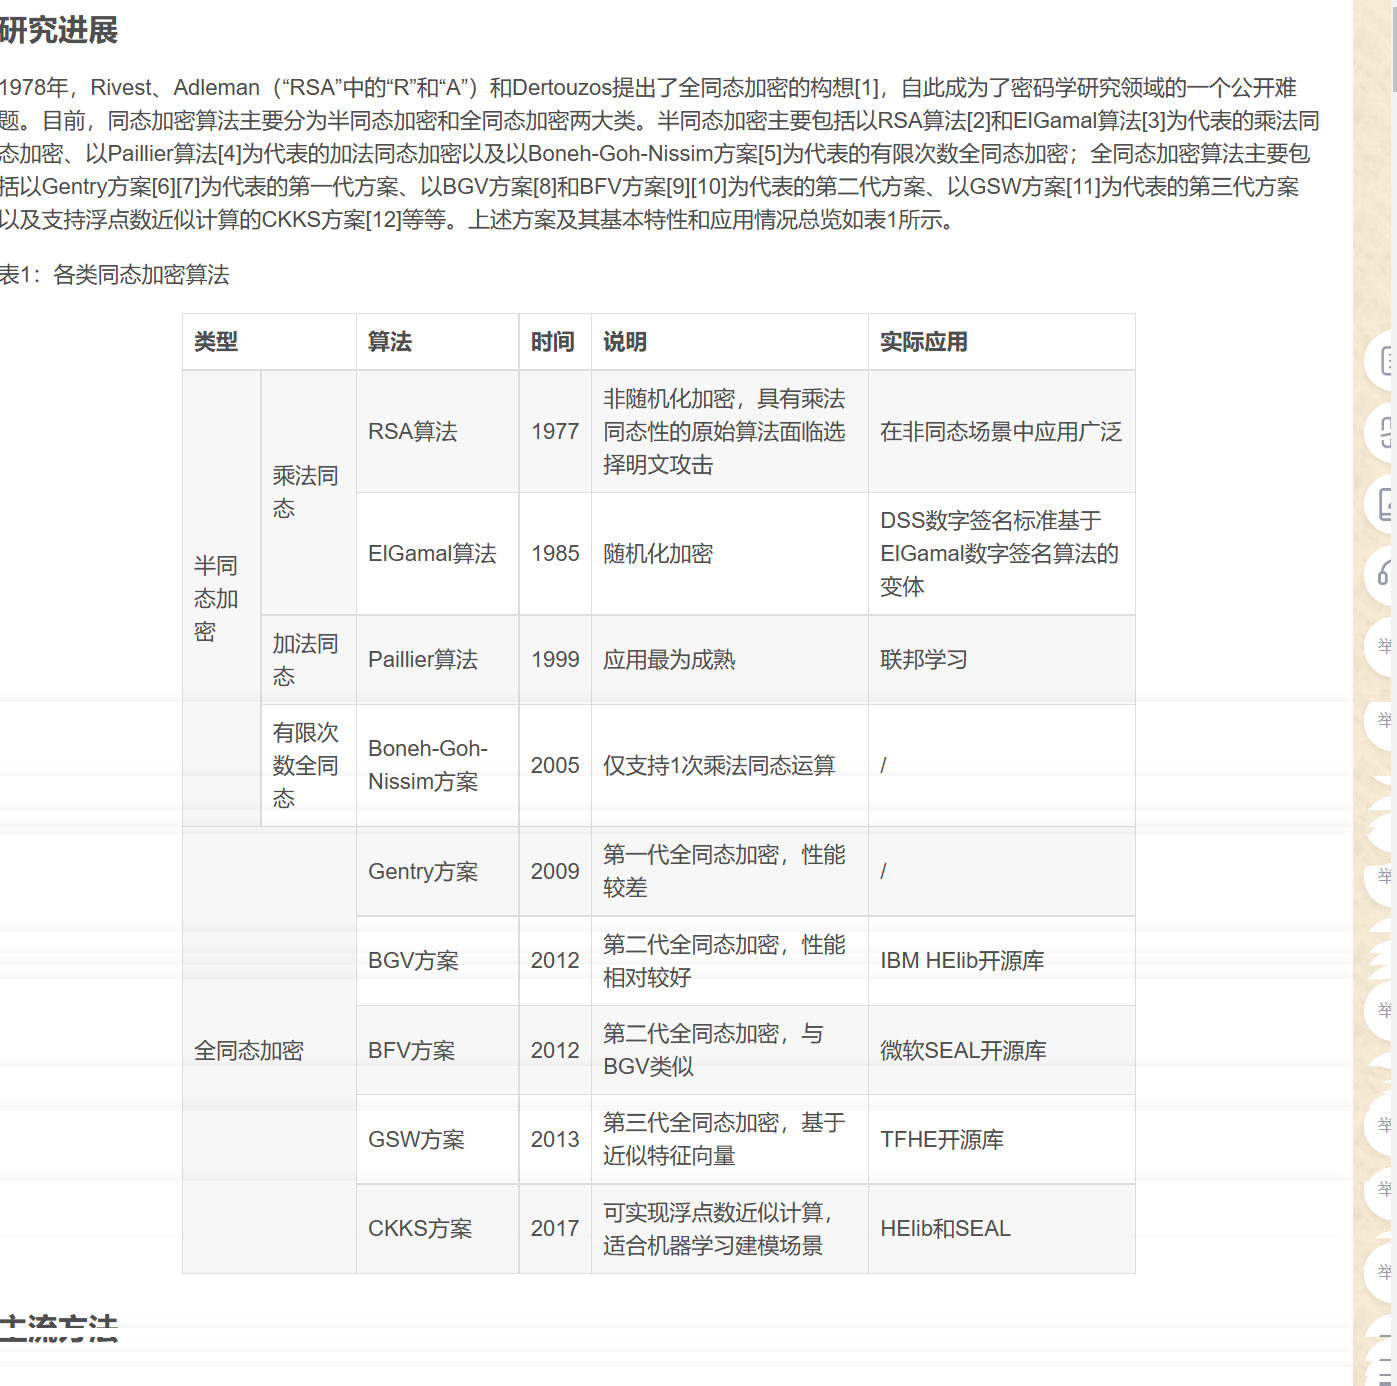 研究进展
1978年，Rivest、Adleman（“RSA”中的“R”和“A”）和Dertouzos提出了全同态加密的构想[1]，自此成为了密码学研究领域的一个公开难
题。目前，同态加密算法主要分为半同态加密和全同态加密两大类。半同态加密主要包括以RSA算法[2]和ElGamal算法[3]为代表的乘法同
态加密、以Paillier算法[4]为代表的加法同态加密以及以Boneh-Goh-Nissim方案[5]为代表的有限次数全同态加密；全同态加密算法主要包
括以Gentry方案[6][7]为代表的第一代方案、以BGV方案[8]和BFV方案[9][10]为代表的第二代方案、以GSW方案[11]为代表的第三代方案
以及支持浮点数近似计算的CKKS方案[12]等等。上述方案及其基本特性和应用情况总览如表1所示。
表1：各类同态加密算法
类型 算法 时间 说明 实际应用
半同
态加
密
乘法同
态
RSA算法
1977
非随机化加密，具有乘法
同态性的原始算法面临选
择明文攻击
在非同态场景中应用广泛
ElGamal算法
1985
随机化加密
DSS数字签名标准基于
ElGamal数字签名算法的
变体
加法同
态
Paillier算法
1999
应用最为成熟
联邦学习
有限次
数全同
态
Boneh-Goh-
Nissim方案
2005
仅支持1次乘法同态运算
/
全同态加密
Gentry方案
2009
第一代全同态加密，性能
较差
/
BGV方案
2012
第二代全同态加密，性能
相对较好
IBM HElib开源库
BFV方案
2012
第二代全同态加密，与
BGV类似
微软SEAL开源库
GSW方案
2013
第三代全同态加密，基于
近似特征向量
TFHE开源库
CKKS方案
2017
可实现浮点数近似计算，
适合机器学习建模场景
HElib和SEAL
主流方法